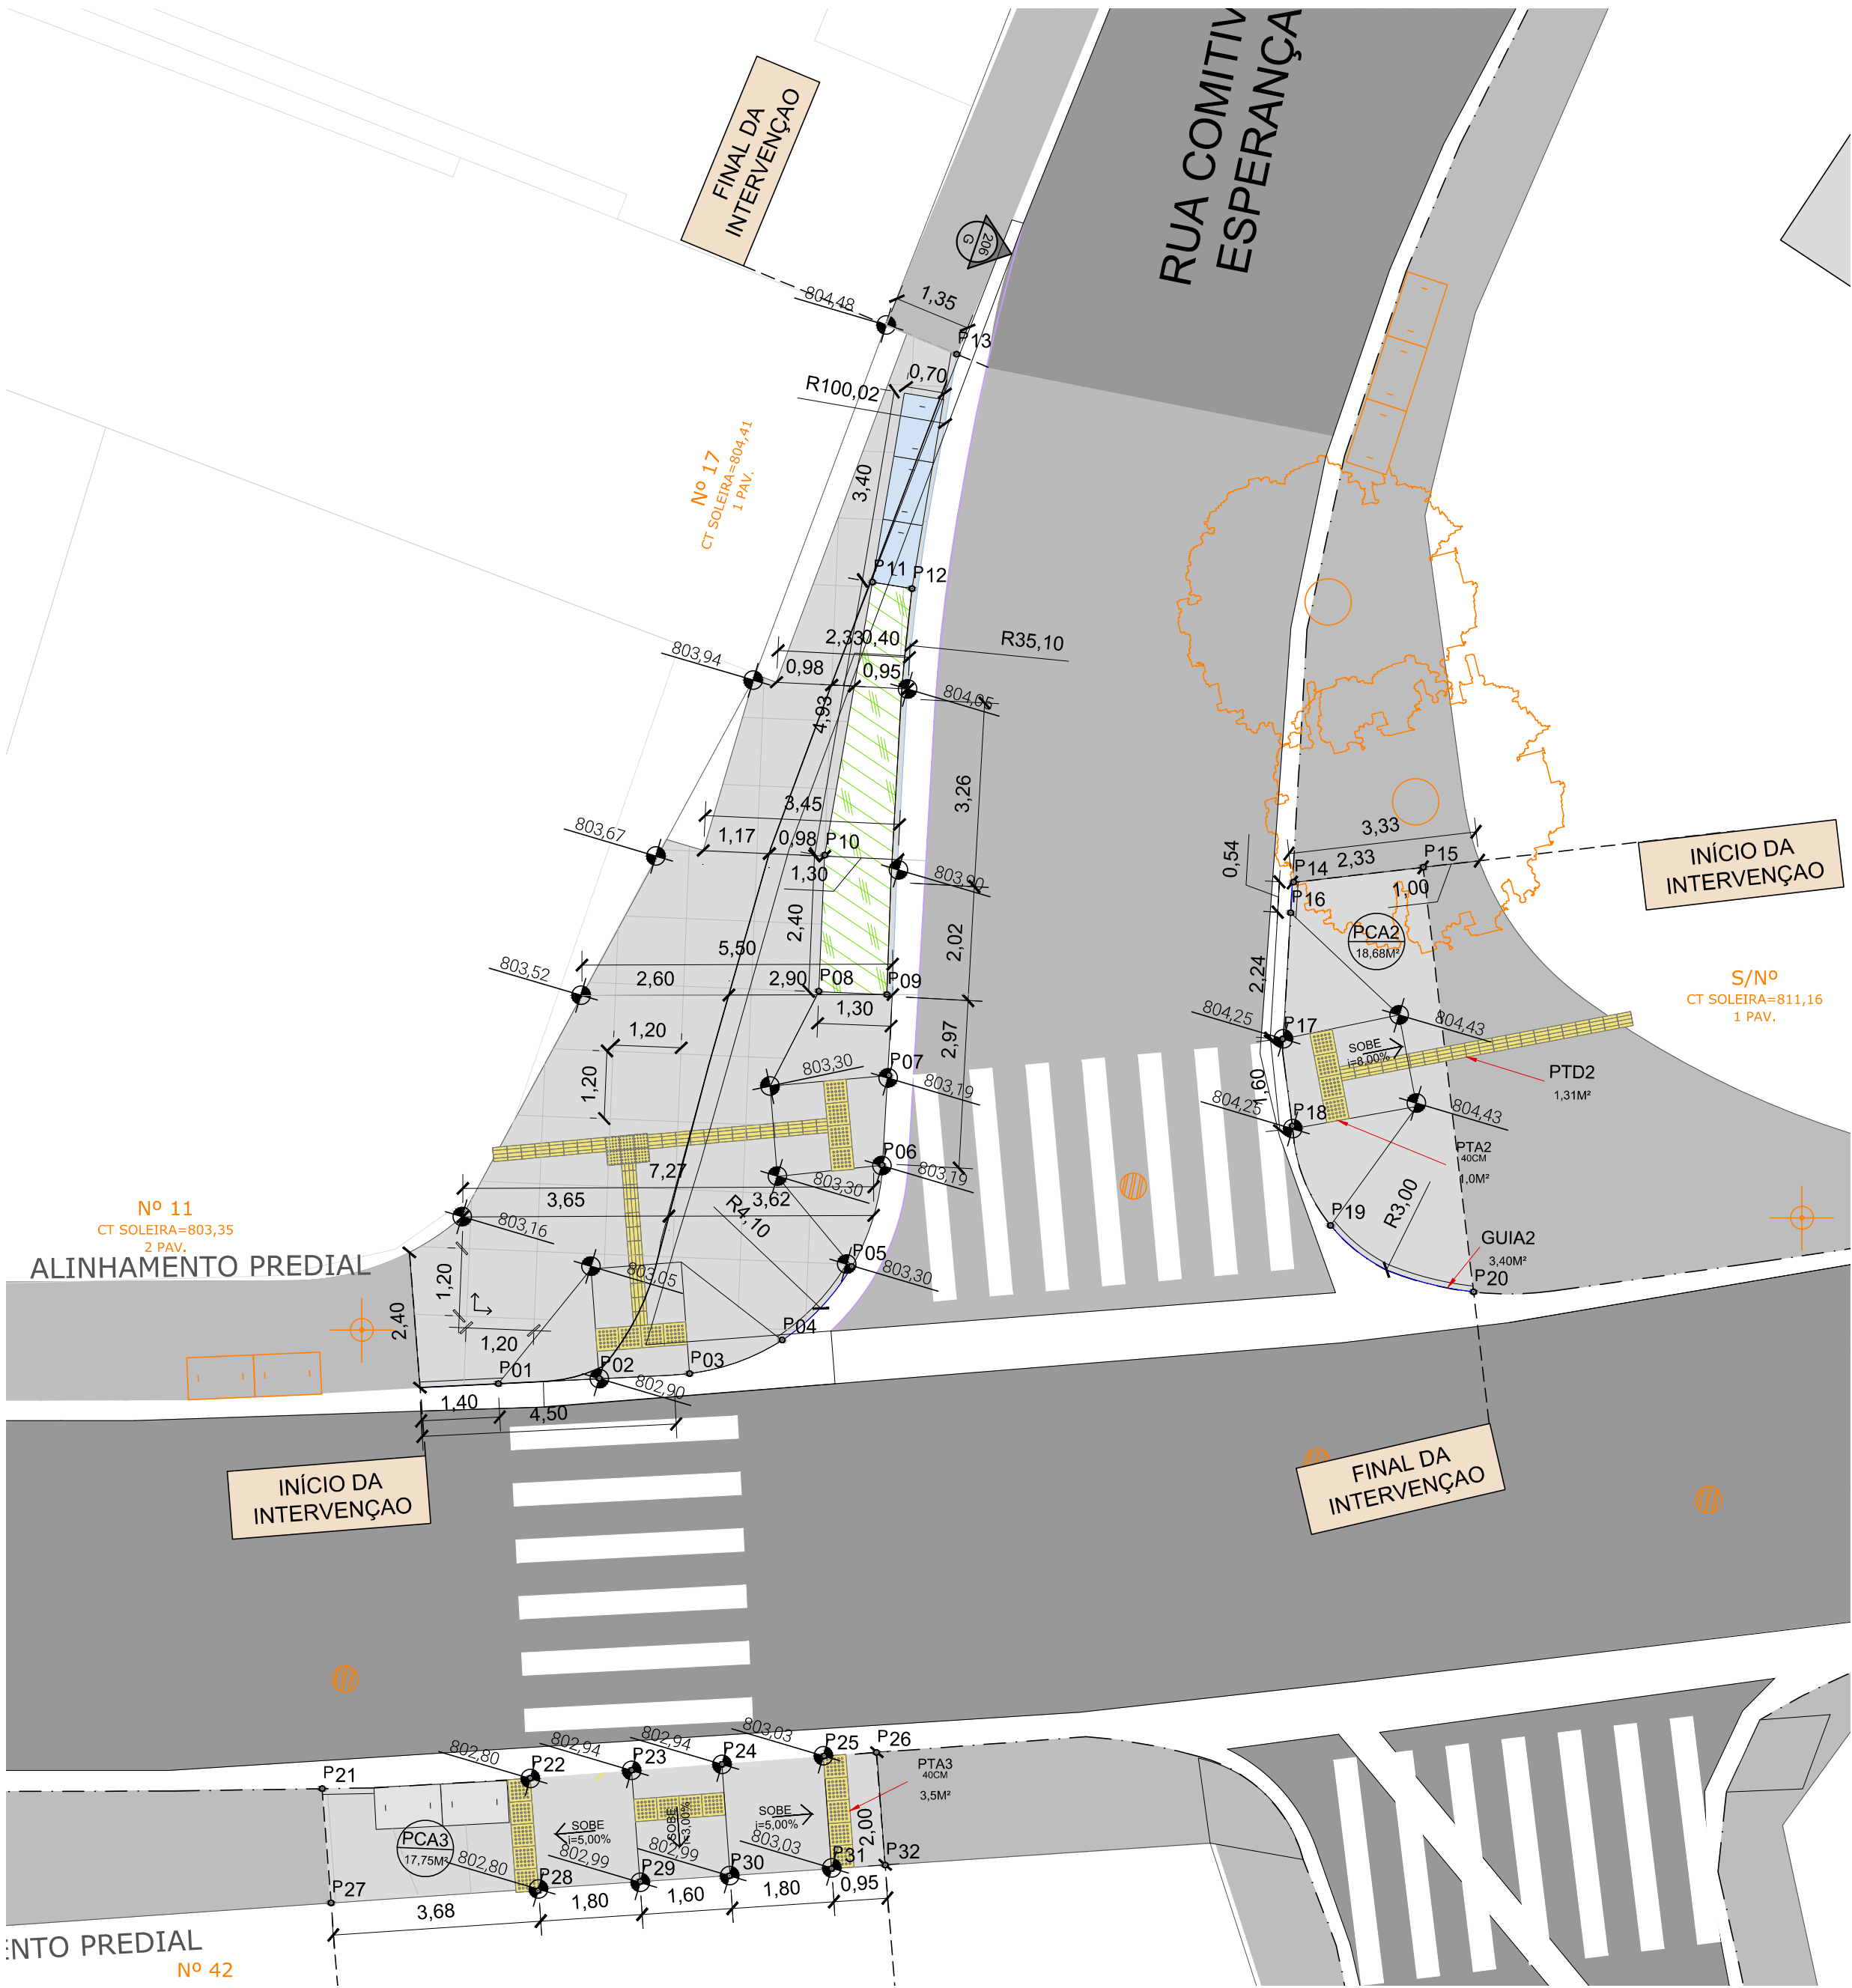 RUA COMITIV
ESPERANÇA
FINAL DA
INTERVENÇAO
206
G
804,48
1,35
P13
0,70
R100,02
3,40
Nº 17
CT SOLEIRA=804,41
1 PAV.
P11
P12
2,33
0,40
R35,10
803,94
0,98
0,95
804,05
4,93
3,26
3,45
803,67
1,17
0,98
P10
1,30
803,90
2,40
2,02
5,50
803,52
2,60
2,90
P08
P09
1,30
1,20
2,97
1,20
803,30
P07
803,19
P06
803,19
7,27
803,30
3,65
3,62
R4,10
803,16
Nº 11
CT SOLEIRA=803,35
2 PAV.
ALINHAMENTO PREDIAL
1,20
803,05
P05
803,30
2,40
1,20
P04
P01
P02
P03
802,90
1,40
4,50
INÍCIO DA
INTERVENÇAO
3,33
0,54
2,33
P15
P14
1,00
P16
INÍCIO DA
INTERVENÇAO
PCA2
18,68M²
2,24
S/Nº
CT SOLEIRA=811,16
1 PAV.
804,25
P17
804,43
SOBE
i=8,00%
1,60
PTD2
1,31M²
804,25
P18
804,43
PTA2
40CM
1,0M²
R3,00
P19
GUIA2
3,40M²
P20
FINAL DA
INTERVENÇAO
803,03
802,94
802,94
802,80
P21
P22
P23
P24
P25
P26
PTA3
40CM
3,5M²
SOBE
i=5,00%
SOBE
i=3,00%
SOBE
i=5,00%
2,00
PCA3
17,75M²
802,80
802,99
802,99
803,03
P27
P28
P29
P30
P31
P32
3,68
1,80
1,60
1,80
0,95
ENTO PREDIAL
Nº 42